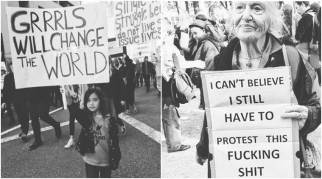 GRRRLS
WILL CHANGE
THE WORLD
I CAN'T BELIEVE
I STILL
HAVE TO
PROTEST THIS
FUCKING
SHIT